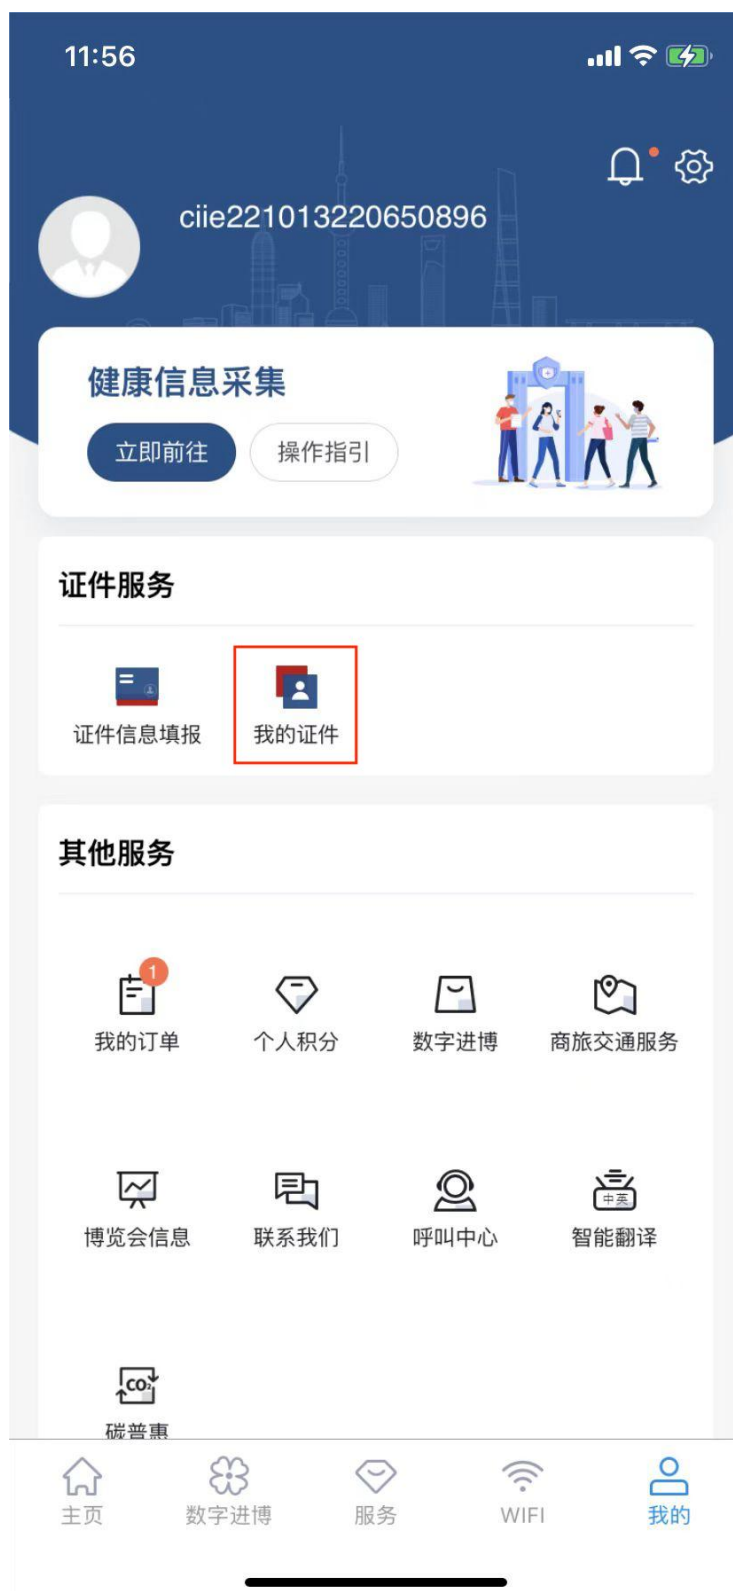 11:56
ciie221013220650896
健康信息采集
立即前往 操作指引
证件服务
证件信息填报 我的证件
其他服务
1
我的订单 个人积分 数字进博 商旅交通服务
中英
博览会信息 联系我们 呼叫中心 智能翻译
CO₂
碳普惠
主页 数字进博 服务 WIFI 我的